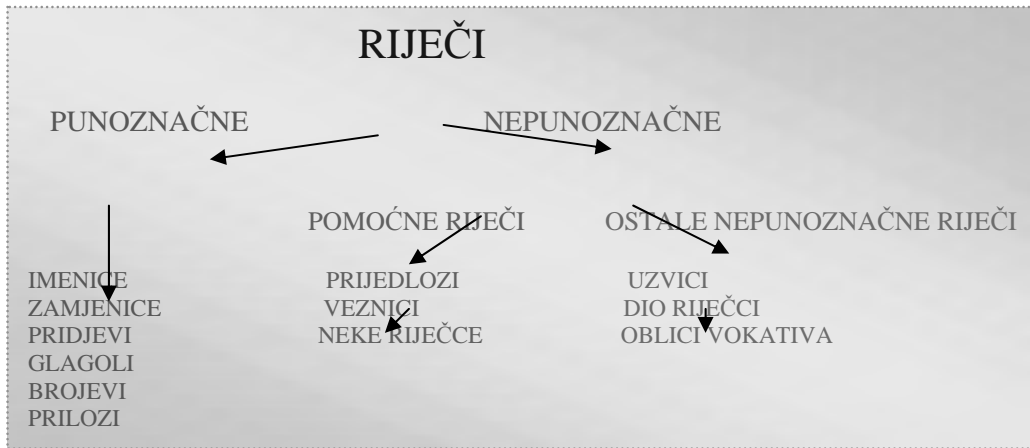 RIJEČI
PUNOZNAČNE NEPUNOZNAČNE
POMOĆNE RIJEČI OSTALE NEPUNOZNAČNE RIJEČI
IMENICE PRIJEDLOZI UZVICI
ZAMJENICE VEZNICI DIO RIJEČCI
PRIDJEVI NEKE RIJEČCE OBLICI VOKATIVA
GLAGOLI
BROJEVI
PRILOZI